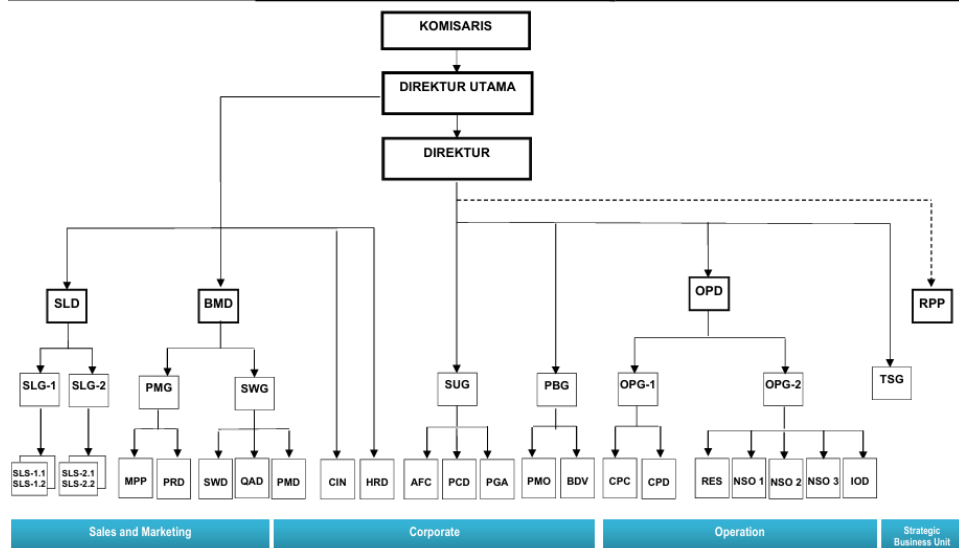 KOMISARIS
DIREKTUR UTAMA
DIREKTUR
OPD
SLD
BMD
RPP
SLG-1
SLG-2
PMG
SWG
SUG
PBG
OPG-1
OPG-2
TSG
SLS-1.1
SLS-1.2
SLS-2.1
SLS-2.2
MPP
PRD
SWD
QAD
PMD
CIN
HRD
AFC
PCD
PGA
PMO
BDV
CPC
CPD
RES
NSO 1
NSO 2
NSO 3
IOD
Sales and Marketing
Corporate
Operation
Strategic
Business Unit